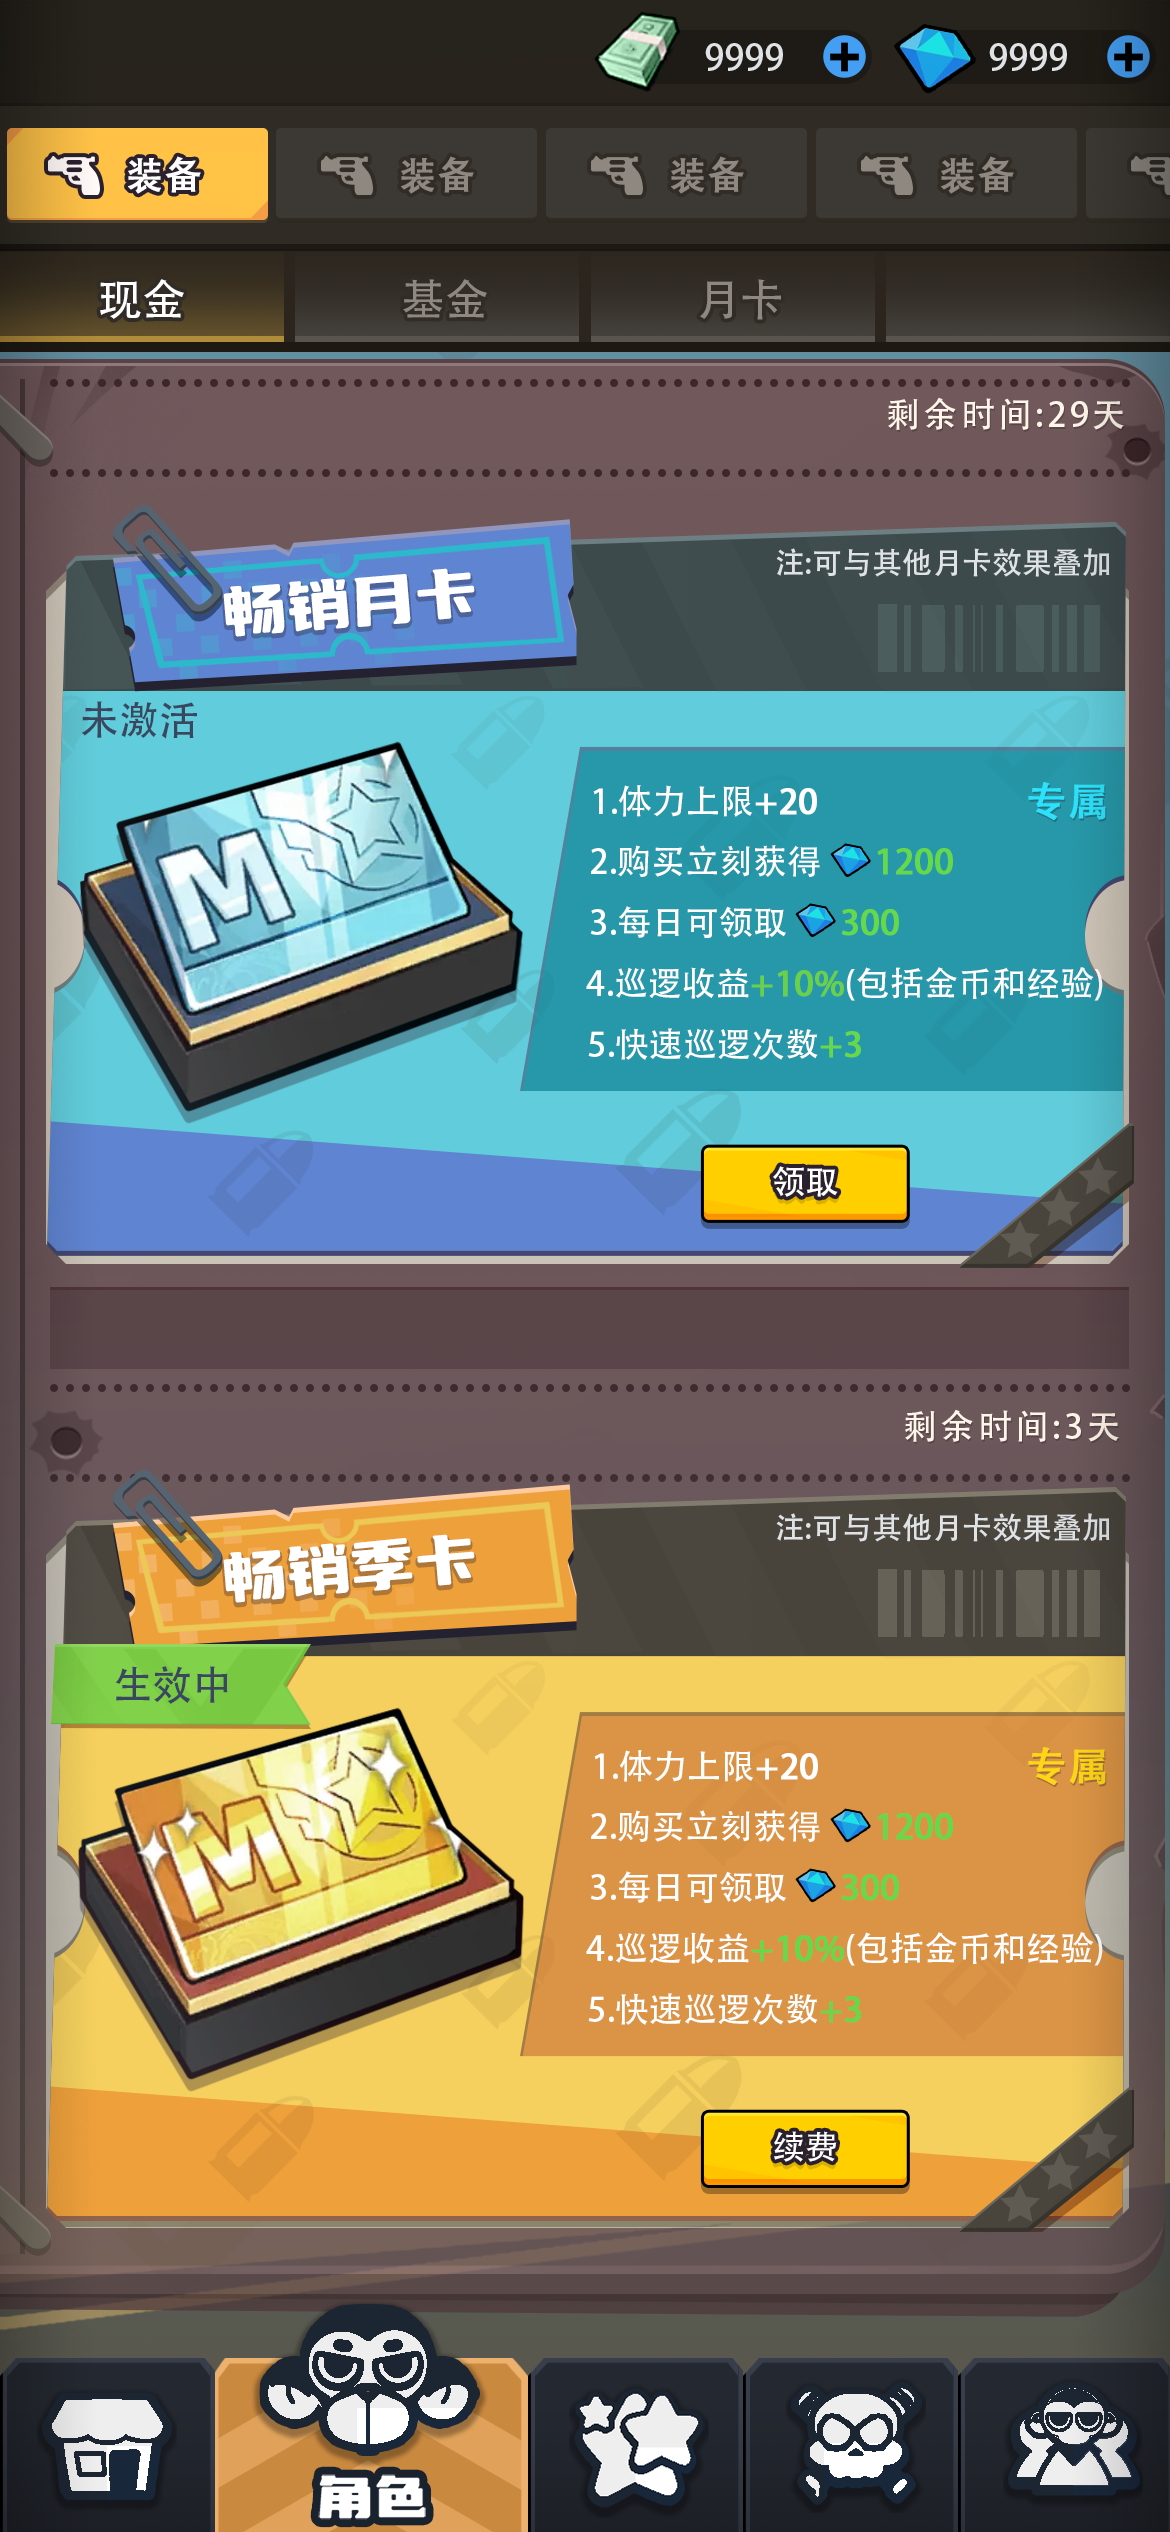 9999 9999
装备 装备 装备 装备
现金 基金 月卡
剩余时间:29天
畅销月卡
注:可与其他月卡效果叠加
未激活
M
1.体力上限+20
专属
2.购买立刻获得 1200
3.每日可领取 300
4.巡逻收益+10%(包括金币和经验)
5.快速巡逻次数+3
领取
剩余时间:3天
畅销季卡
注:可与其他月卡效果叠加
生效中
M
1.体力上限+20
专属
2.购买立刻获得 1200
3.每日可领取 300
4.巡逻收益+10%(包括金币和经验)
5.快速巡逻次数+3
续费
角色